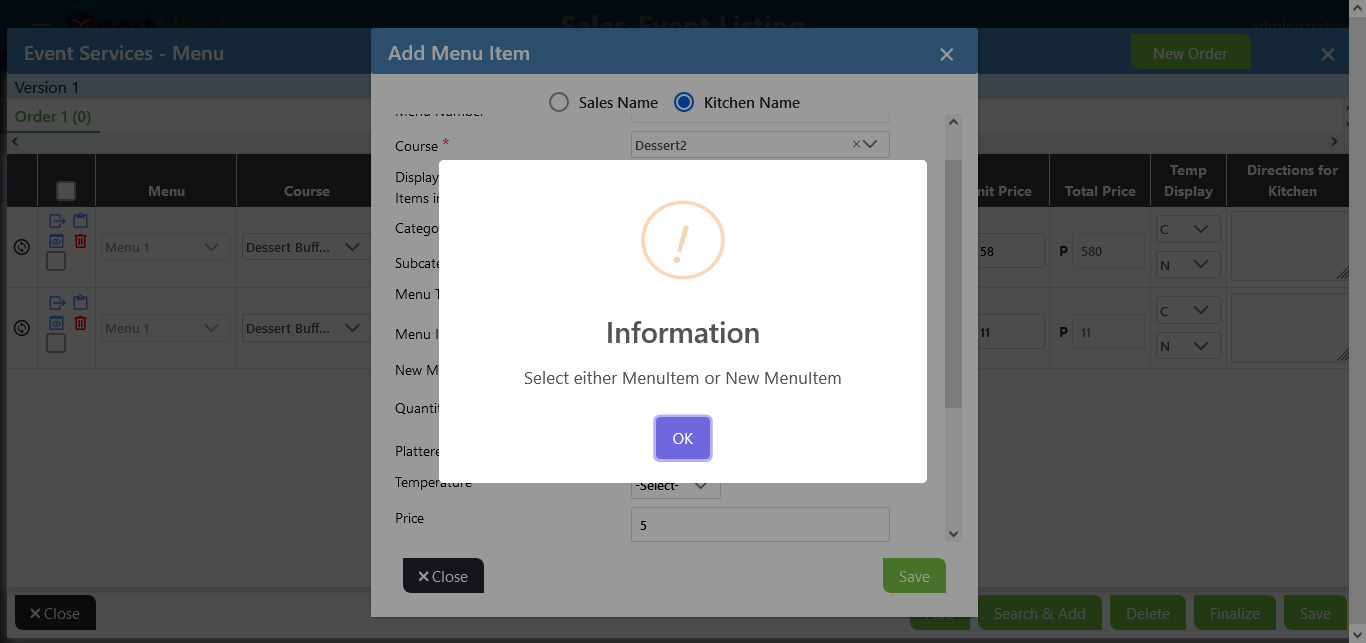 Sales Event Listing
administrator
Event Services - Menu
New Order
Version 1
Order 1 (0)
Add Menu Item
Sales Name
Kitchen Name
Menu Number
Course *
Dessert2
Display
Items
Catego
Subcate
Menu T
Menu I
New M
Quantit
Plattere
Temperature
-Select-
Price
5
Close
Save
Information
Select either MenuItem or New MenuItem
OK
Menu
Course
nit Price
Total Price
Temp Display
Directions for Kitchen
Menu 1
Dessert Buff...
58
P
580
C
N
Menu 1
Dessert Buff...
11
P
11
C
N
Close
Add
Search & Add
Delete
Finalize
Save